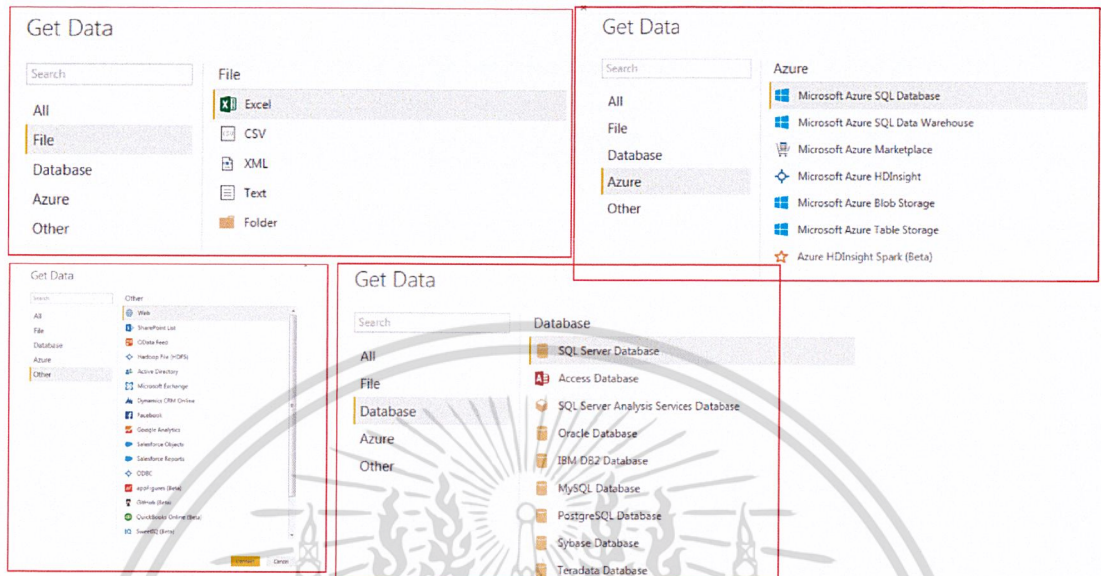 Get Data
Search
All
File
Database
Azure
Other
File
Excel
CSV
XML
Text
Folder
Get Data
Search
All
File
Database
Azure
Other
Azure
Microsoft Azure SQL Database
Microsoft Azure SQL Data Warehouse
Microsoft Azure Marketplace
Microsoft Azure HDInsight
Microsoft Azure Blob Storage
Microsoft Azure Table Storage
Azure HDInsight Spark (Beta)
Get Data
Search
All
File
Database
Azure
Other
Other
Web
SharePoint List
OData Feed
Hadoop File (HDFS)
Active Directory
Microsoft Exchange
Dynamics CRM Online
Facebook
Google Analytics
Salesforce Objects
Salesforce Reports
ODBC
appFigures (Beta)
GitHub (Beta)
QuickBooks Online (Beta)
SweetIQ (Beta)
Connect
Cancel
Get Data
Search
All
File
Database
Azure
Other
Database
SQL Server Database
Access Database
SQL Server Analysis Services Database
Oracle Database
IBM DB2 Database
MySQL Database
PostgreSQL Database
Sybase Database
Teradata Database